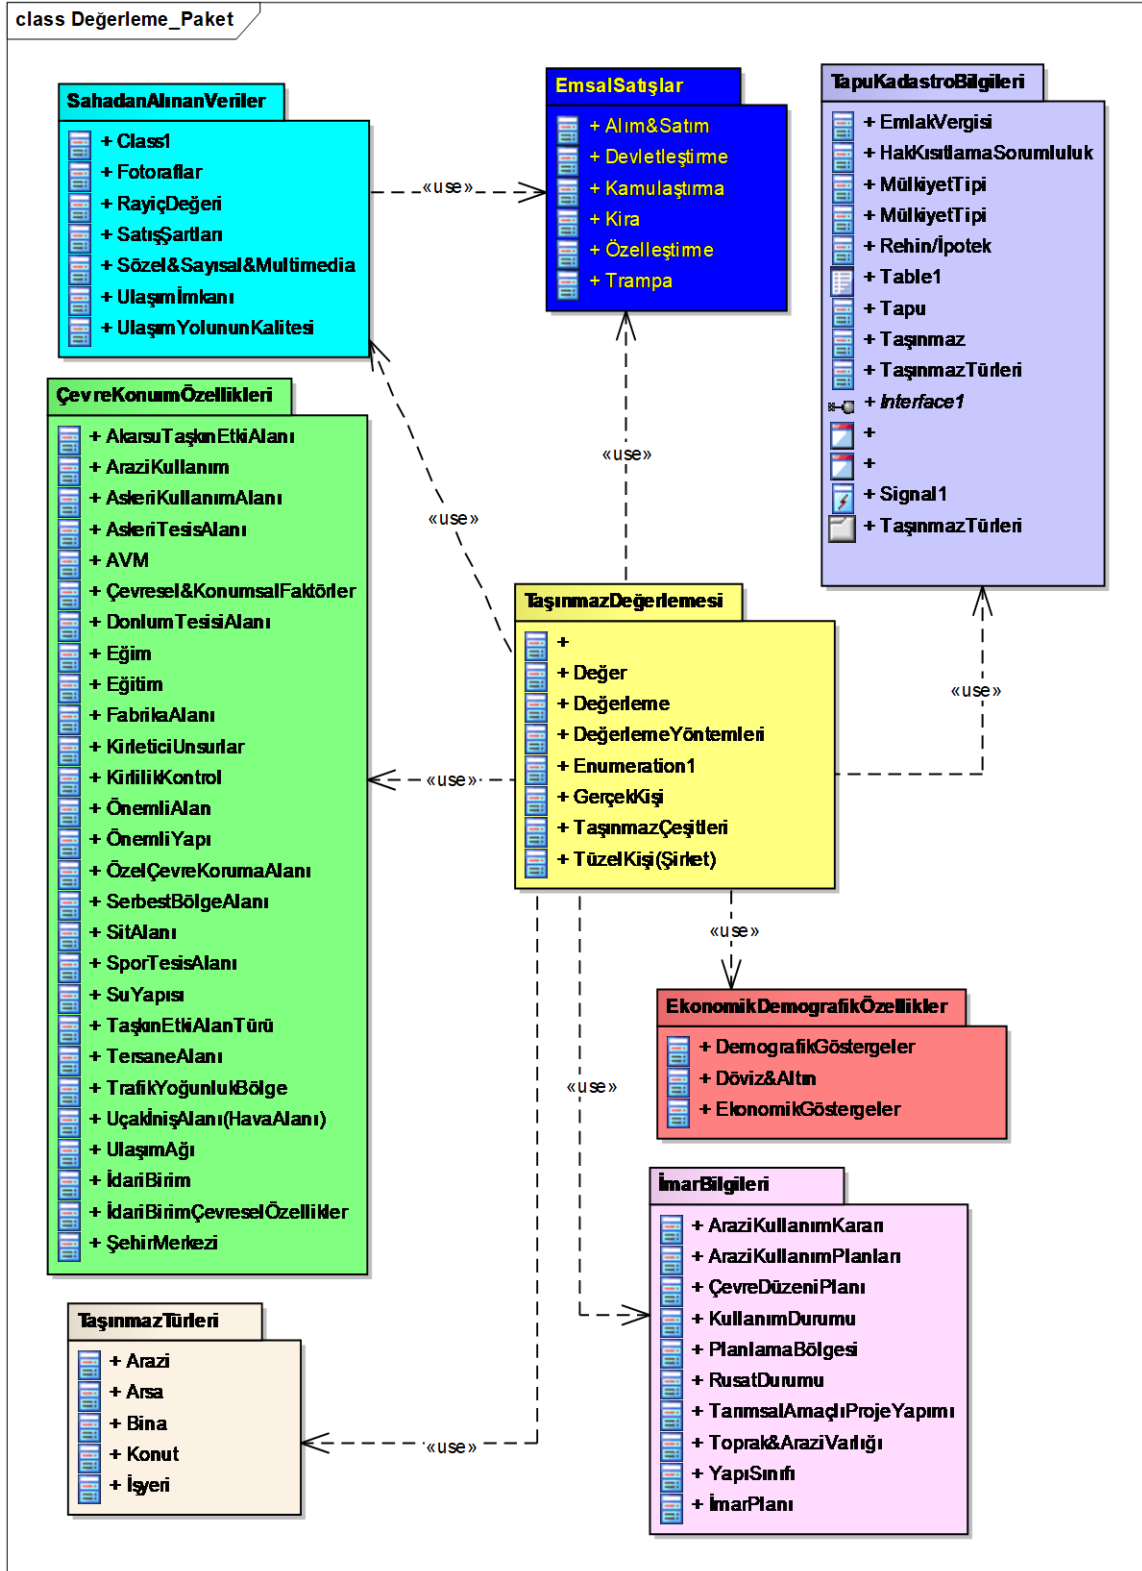 class Değerleme_Paket
SahadanAlınanVeriler
+ Class1
+ Fotoraflar
+ RayiçDeğeri
+ SatışŞartları
+ Sözel&Sayısal&Multimedia
+ Ulaşımİmkanı
+ UlaşımYolununKalitesi
«use»
EmsalSatışlar
+ Alım&Satım
+ Devletleştirme
+ Kamulaştırma
+ Kira
+ Özelleştirme
+ Trampa
TapuKadastroBilgileri
+ EmlakVergisi
+ HakKısıtlamaSorumluluk
+ MülkiyetTipi
+ MülkiyetTipi
+ Rehin/İpotek
+ Table1
+ Tapu
+ Taşınmaz
+ TaşınmazTürleri
+ Interface1
+
+
+ Signal1
+ TaşınmazTürleri
ÇevreKonumÖzellikleri
+ AkarsuTaşkınEtkiAlanı
+ AraziKullanım
+ AskeriKullanımAlanı
+ AskeriTesisAlanı
+ AVM
+ Çevresel&KonumsalFaktörler
+ DonlumTesisiAlanı
+ Eğim
+ Eğitim
+ FabrikaAlanı
+ KirleticiUnsurlar
+ KirlilikKontrol
+ ÖnemliAlan
+ ÖnemliYapı
+ ÖzelÇevreKorumaAlanı
+ SerbestBölgeAlanı
+ SitAlanı
+ SporTesisAlanı
+ SuYapısı
+ TaşkınEtkiAlanTürü
+ TersaneAlanı
+ TrafikYoğunlukBölge
+ UçakİnişAlanı(HavaAlanı)
+ UlaşımAğı
+ İdariBirim
+ İdariBirimÇevreselÖzellikler
+ ŞehirMerkezi
«use»
«use»
«use»
«use»
TaşınmazDeğerlemesi
+
+ Değer
+ Değerleme
+ DeğerlemeYöntemleri
+ Enumeration1
+ GerçekKişi
+ TaşınmazÇeşitleri
+ TüzelKişi(Şirket)
«use»
EkonomikDemografikÖzellikler
+ DemografikGöstergeler
+ Döviz&Altın
+ EkonomikGöstergeler
«use»
İmarBilgileri
+ AraziKullanımKararı
+ AraziKullanımPlanları
+ ÇevreDüzeniPlanı
+ KullanımDurumu
+ PlanlamaBölgesi
+ RusatDurumu
+ TarımsalAmaçlıProjeYapımı
+ Toprak&AraziVarlığı
+ YapıSınıfı
+ İmarPlanı
TaşınmazTürleri
+ Arazi
+ Arsa
+ Bina
+ Konut
+ İşyeri
«use»